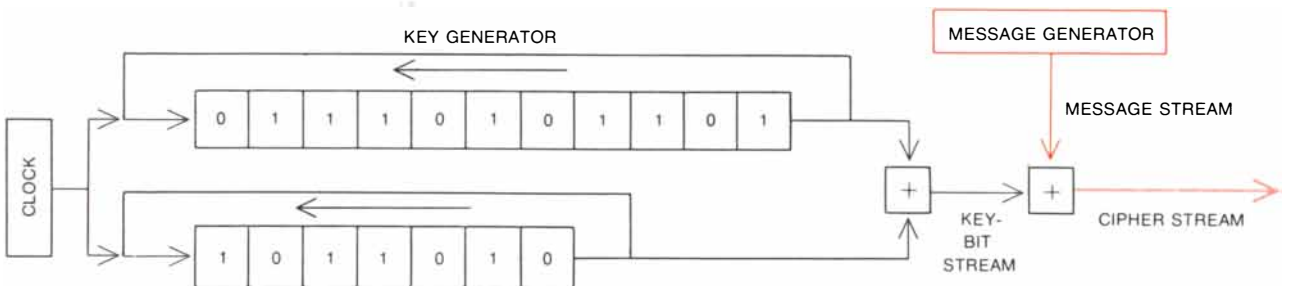 KEY GENERATOR
MESSAGE GENERATOR
MESSAGE STREAM
0 1 1 1 0 1 0 1 1 0 1
CLOCK
+
+
KEY-
BIT
STREAM
CIPHER STREAM
1 0 1 1 0 1 0